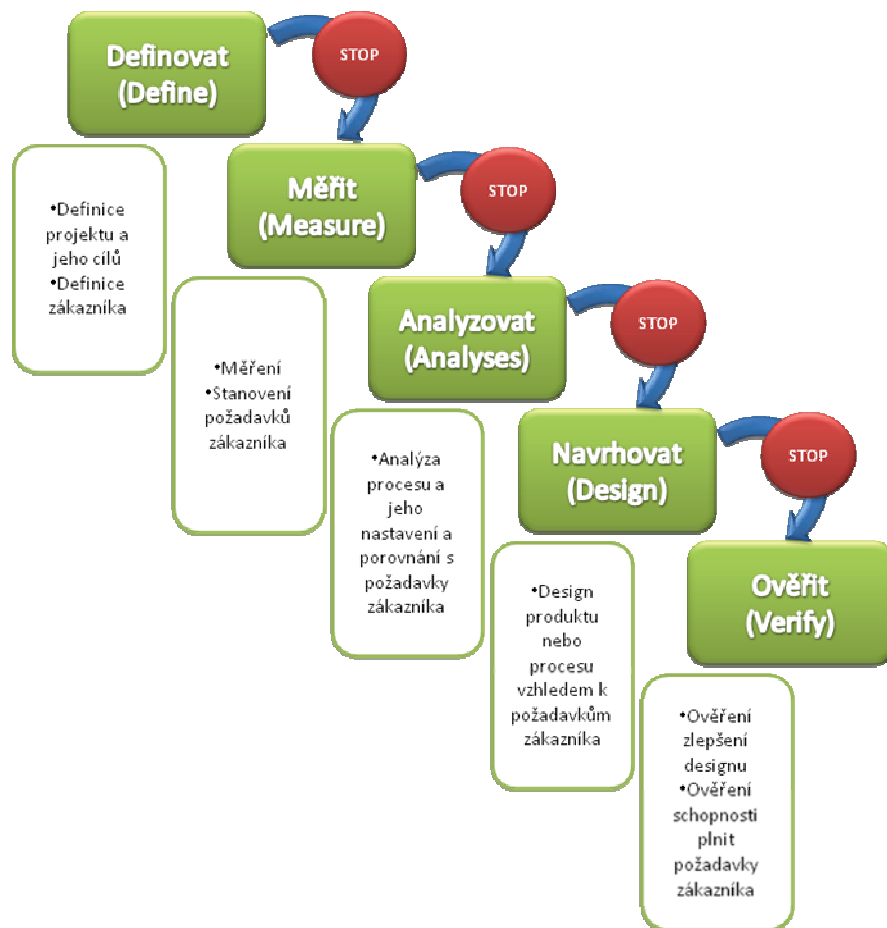 Definovat
(Define)
STOP
•Definice
projektu a
jeho cílů
•Definice
zákazníka
Měřit
(Measure)
STOP
•Měření
•Stanovení
požadavků
zákazníka
Analyzovat
(Analyses)
STOP
•Analýza
procesu a
jeho
nastavení a
porovnání s
požadavky
zákazníka
Navrhovat
(Design)
STOP
•Design
produktu
nebo
procesu
vzhledem k
požadavkům
zákazníka
Ověřit
(Verify)
•Ověření
zlepšení
designu
•Ověření
schopnosti
plnit
požadavky
zákazníka